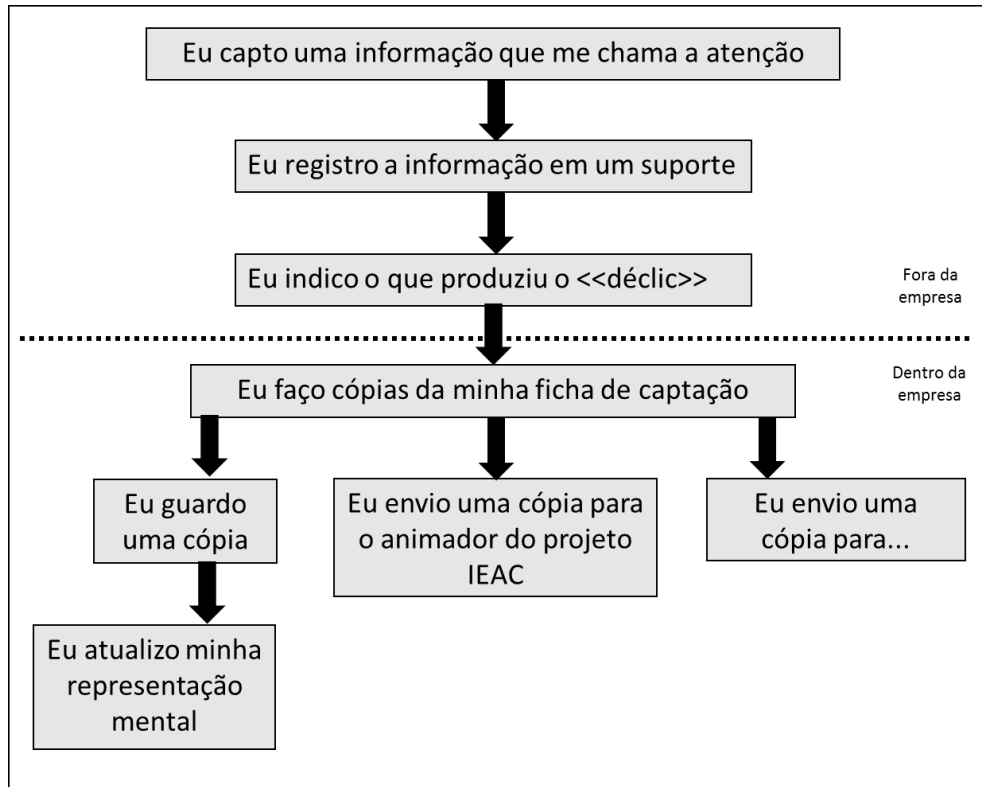 Eu capto uma informação que me chama a atenção
Eu registro a informação em um suporte
Eu indico o que produziu o <<déclic>>
Fora da
empresa
Dentro da
empresa
Eu faço cópias da minha ficha de captação
Eu guardo
uma cópia
Eu envio uma cópia para
o animador do projeto
IEAC
Eu envio uma
cópia para...
Eu atualizo minha
representação
mental